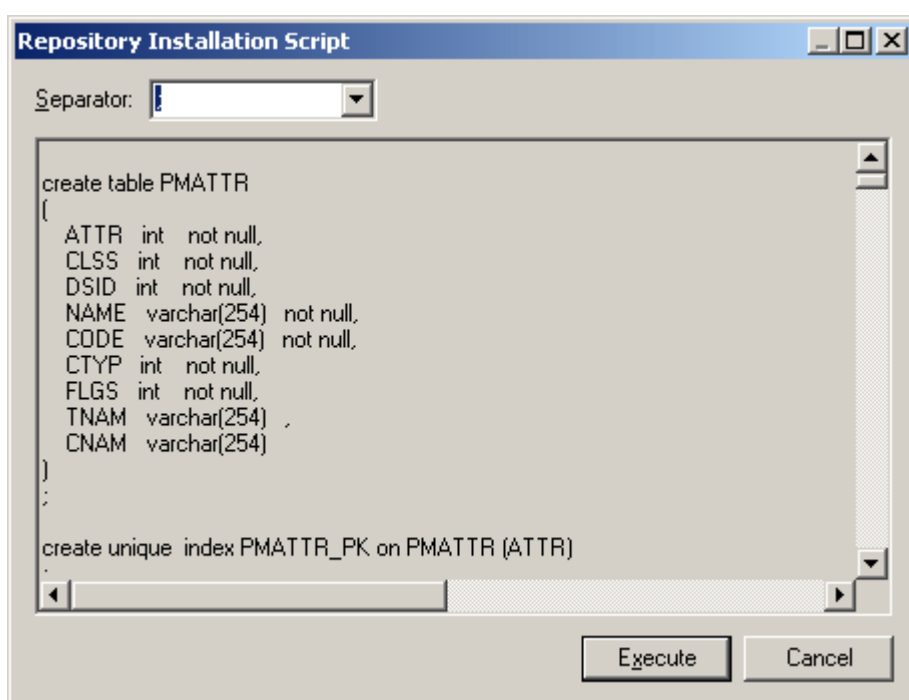 Repository Installation Script
Separator: ;
create table PMATTR
(
ATTR int not null,
CLSS int not null,
DSID int not null,
NAME varchar(254) not null,
CODE varchar(254) not null,
CTYP int not null,
FLGS int not null,
TNAM varchar(254) ,
CNAM varchar(254)
)
;
create unique index PMATTR_PK on PMATTR (ATTR)
Execute Cancel